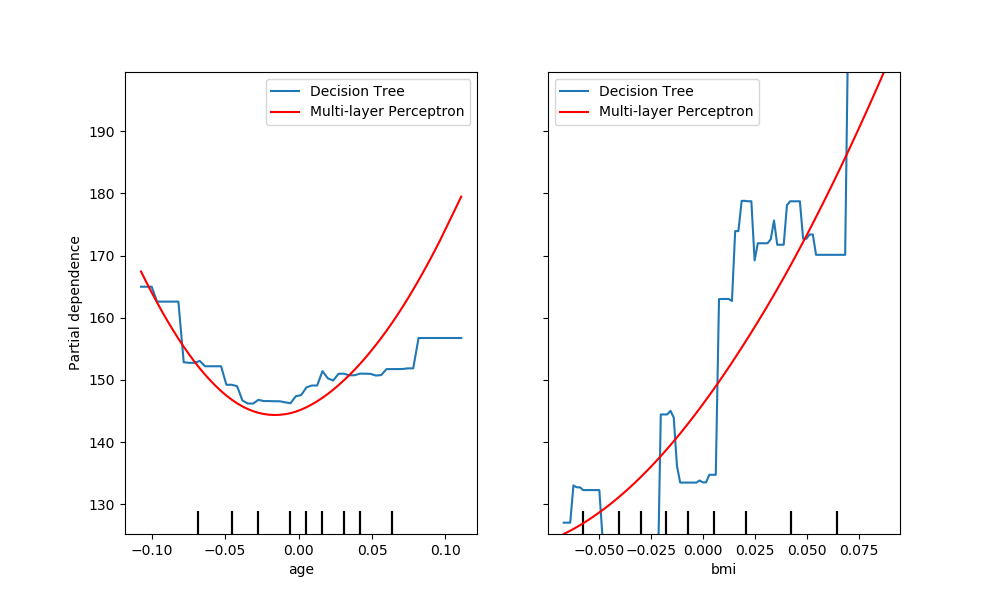 Decision Tree
Multi-layer Perceptron
Decision Tree
Multi-layer Perceptron
Partial dependence
190
180
170
160
150
140
130
−0.10
−0.05
0.00
0.05
0.10
age
−0.050
−0.025
0.000
0.025
0.050
0.075
bmi